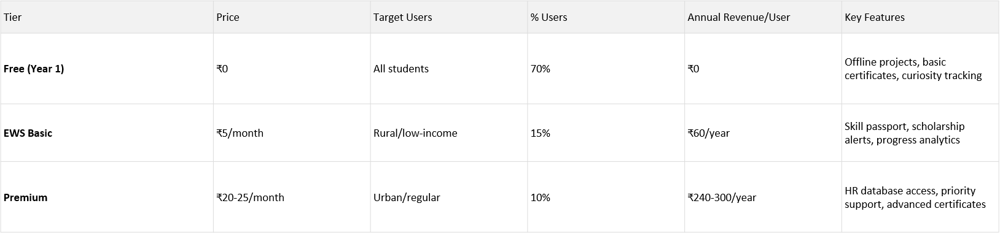 Tier Price Target Users % Users Annual Revenue/User Key Features
Free (Year 1) ₹0 All students 70% ₹0 Offline projects, basic
certificates, curiosity tracking
EWS Basic ₹5/month Rural/low-income 15% ₹60/year Skill passport, scholarship
alerts, progress analytics
Premium ₹20-25/month Urban/regular 10% ₹240-300/year HR database access, priority
support, advanced certificates